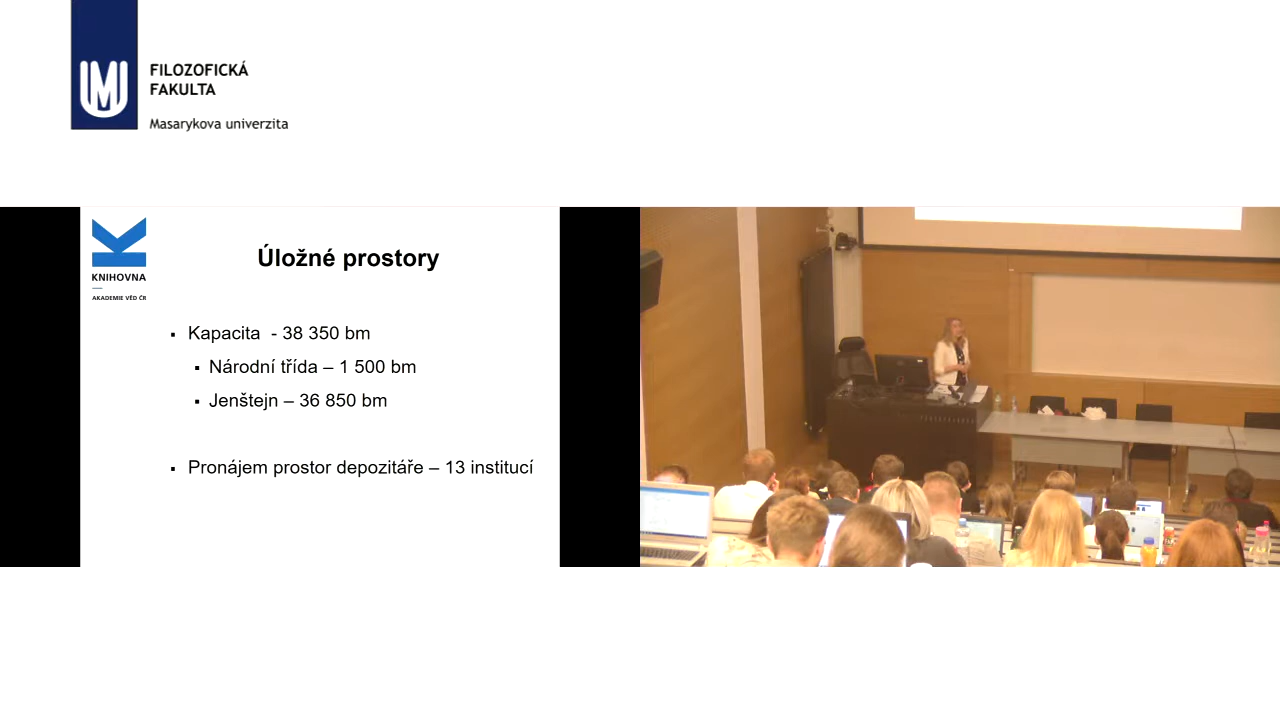 FILOZOFICKÁ
FAKULTA
Masarykova univerzita
KNIHOVNA
AKADEMIE VĚD ČR
Úložné prostory
▪ Kapacita - 38 350 bm
▪ Národní třída – 1 500 bm
▪ Jenštejn – 36 850 bm
▪ Pronájem prostor depozitáře – 13 institucí